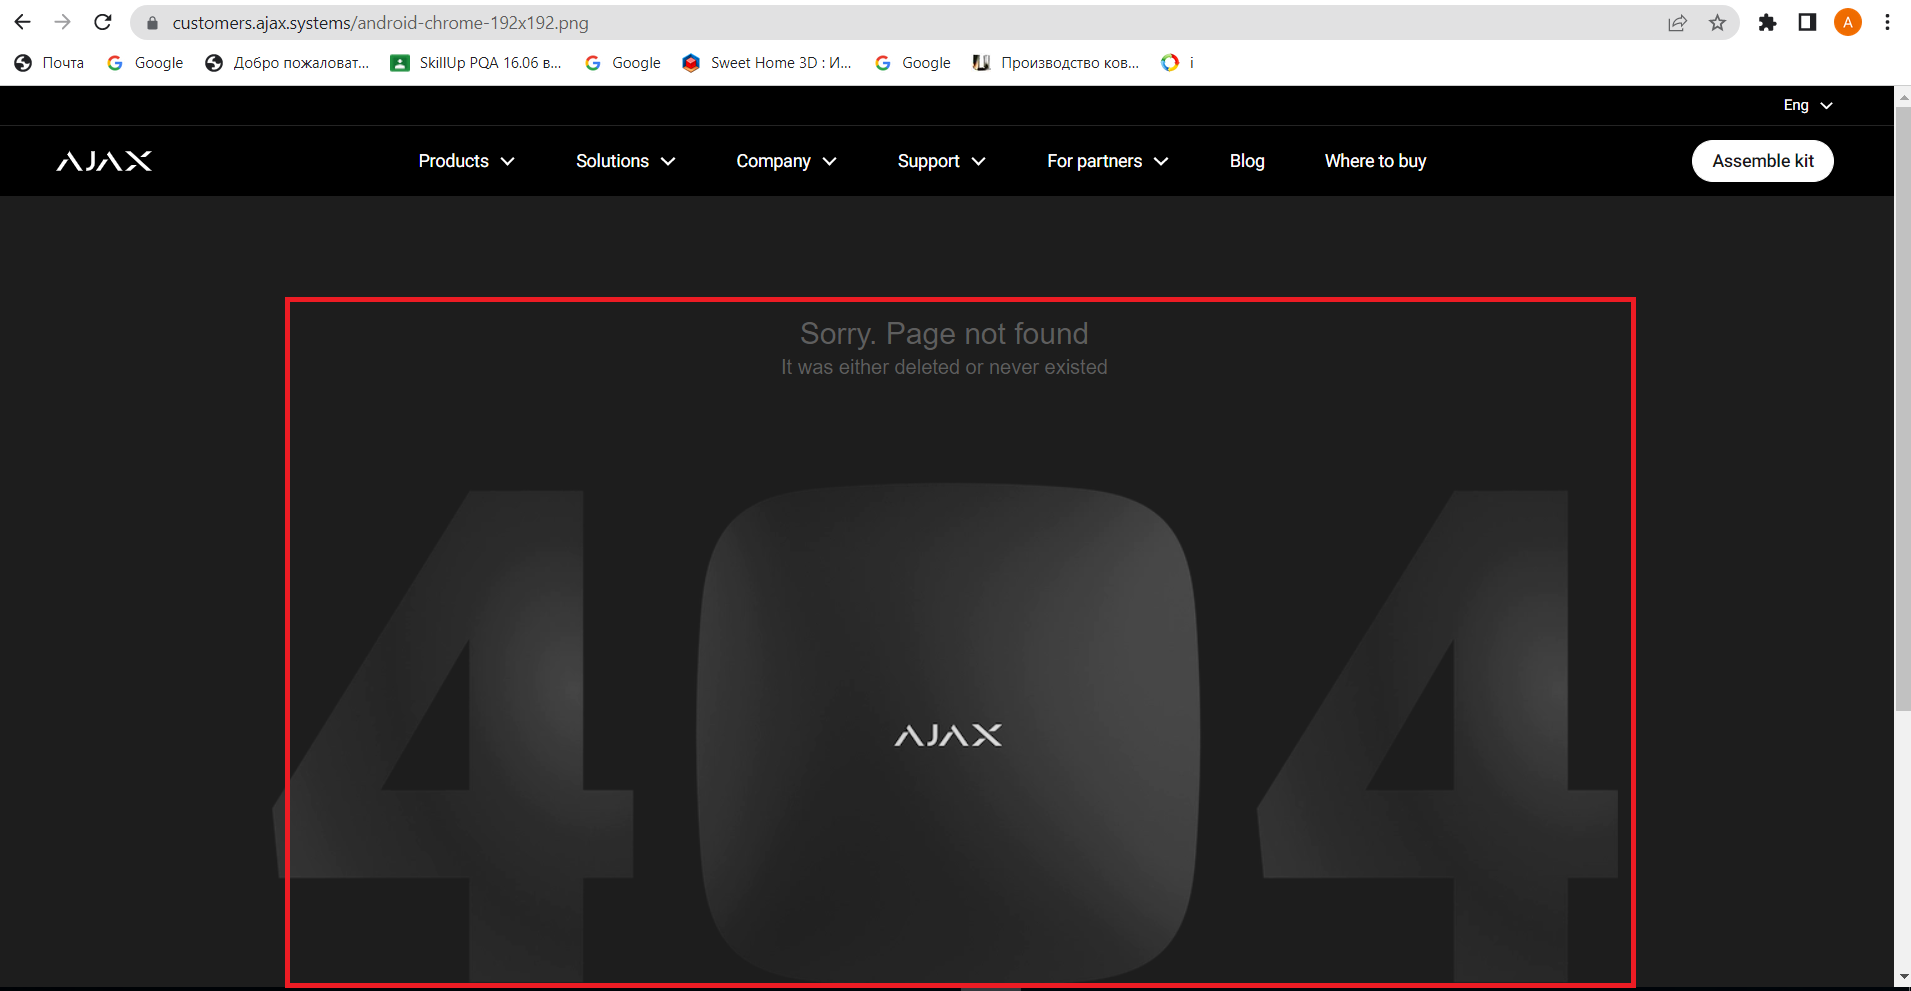 customers.ajax.systems/android-chrome-192x192.png
A
Почта Google Добро пожаловат... SkillUp PQA 16.06 в... Google Sweet Home 3D : И... Google Производство ков... i
Eng
AJAX Products Solutions Company Support For partners Blog Where to buy Assemble kit
Sorry. Page not found
It was either deleted or never existed
4 4
AJAX